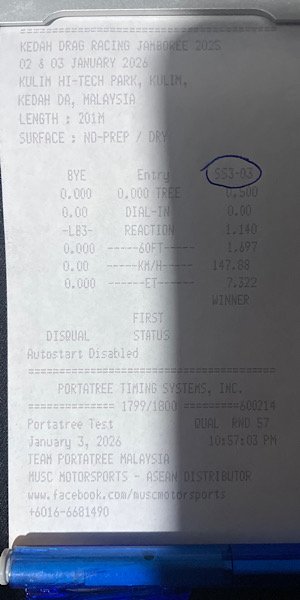 ==========================================
KEDAH DRAG RACING JAMBOREE 2025
02 & 03 JANUARY 2026
KULIM HI-TECH PARK, KULIM,
KEDAH DA, MALAYSIA
LENGTH : 201M
SURFACE : NO-PREP / DRY
BYE Entry SS3-03
0.000 0.000 TREE 0.500
0.00 DIAL-IN 0.00
-LB3- REACTION 1.140
0.000 -----60FT----- 1.697
0.00 -----KM/H----- 147.88
0.000 ------ET------ 7.322
WINNER
FIRST
DISQUAL STATUS
Autostart Disabled
==========================================
PORTATREE TIMING SYSTEMS, INC.
============ 1799/1800 =========600214
Portatree Test QUAL RND 57
January 3, 2026 10:57:03 PM
TEAM PORTATREE MALAYSIA
MUSC MOTORSPORTS - ASEAN DISTRIBUTOR
www.facebook.com/muscmotorsports
+6016-6681490